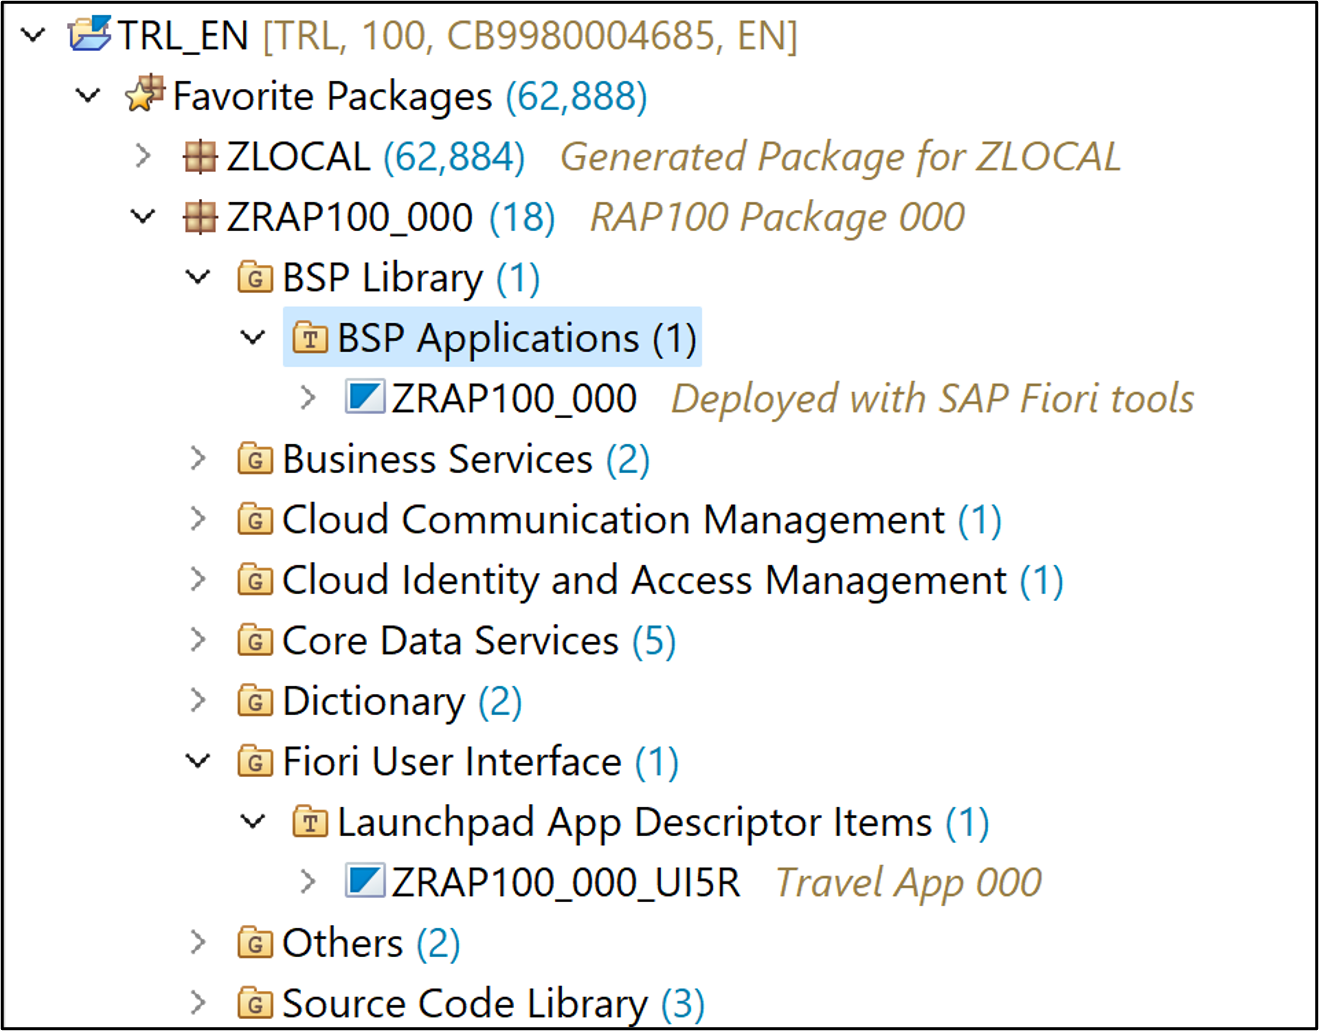 TRL_EN [TRL, 100, CB9980004685, EN]
Favorite Packages (62,888)
ZLOCAL (62,884) Generated Package for ZLOCAL
ZRAP100_000 (18) RAP100 Package 000
G BSP Library (1)
T BSP Applications (1)
ZRAP100_000 Deployed with SAP Fiori tools
G Business Services (2)
G Cloud Communication Management (1)
G Cloud Identity and Access Management (1)
G Core Data Services (5)
G Dictionary (2)
G Fiori User Interface (1)
T Launchpad App Descriptor Items (1)
ZRAP100_000_UI5R Travel App 000
G Others (2)
G Source Code Library (3)